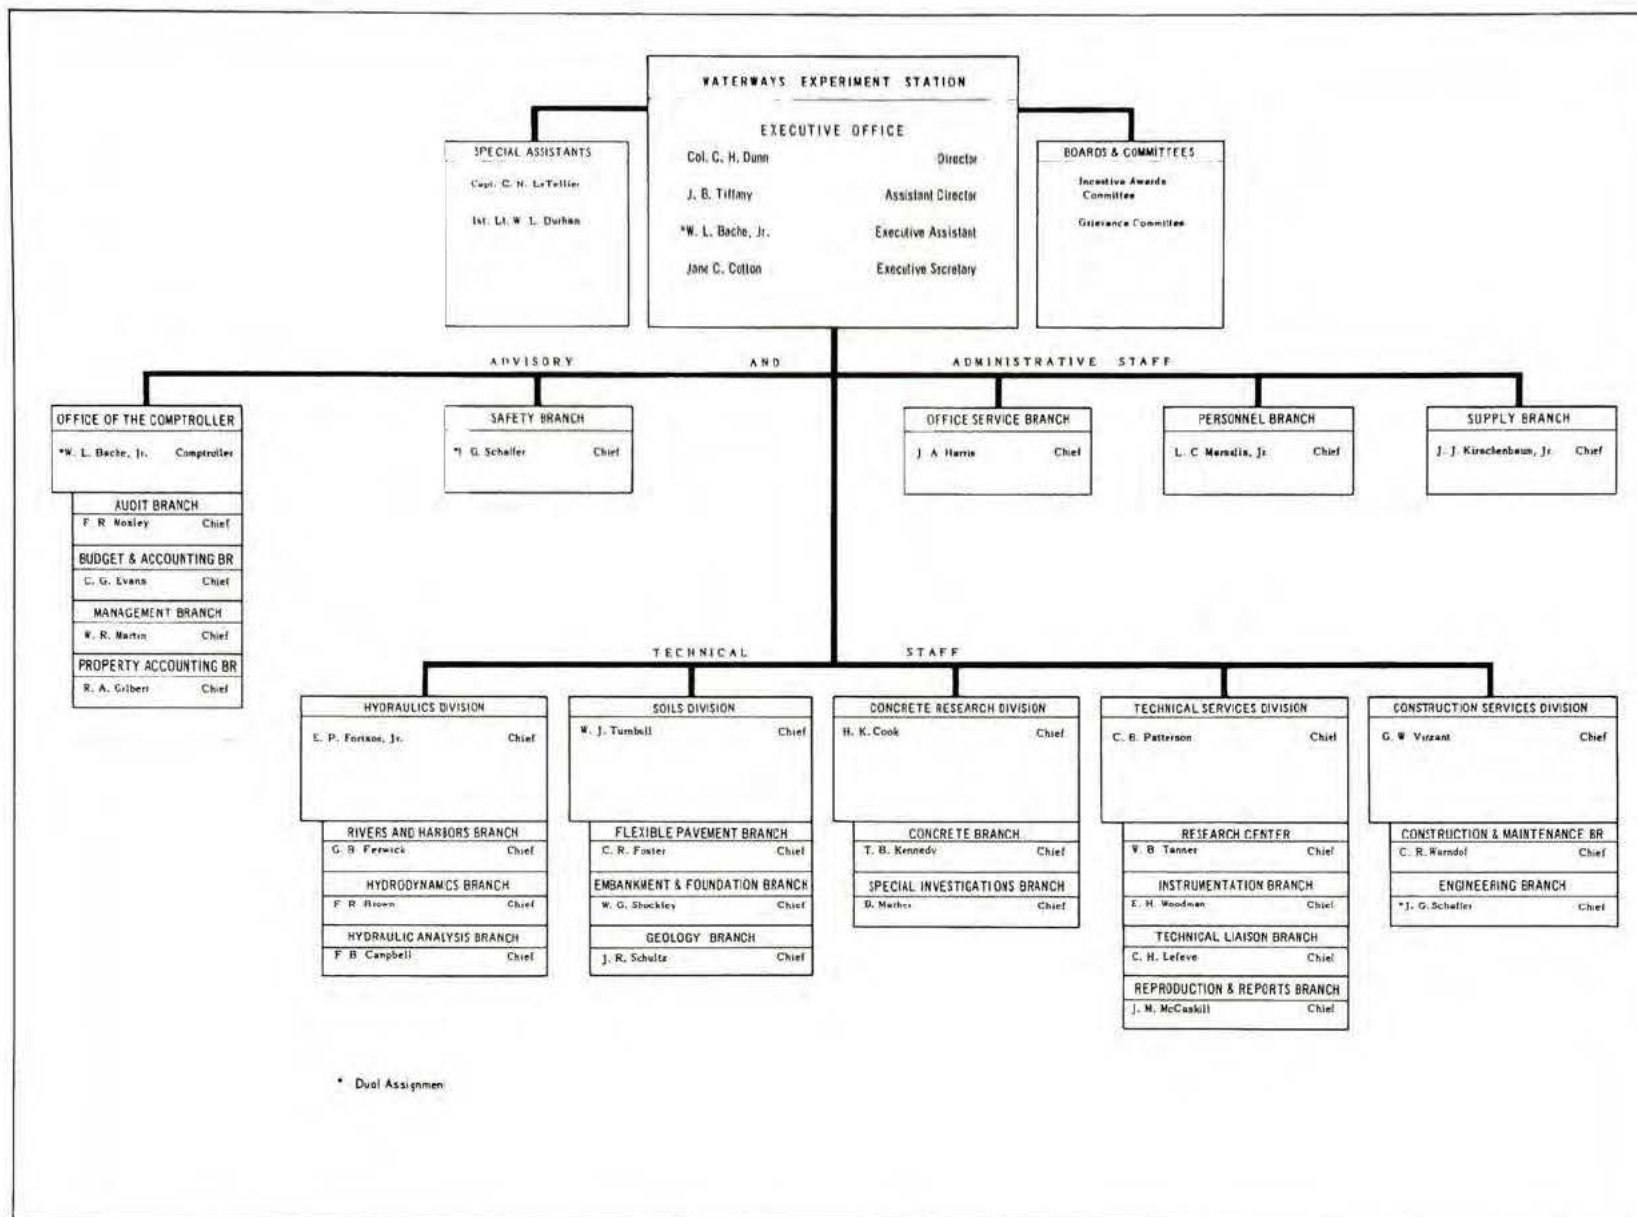 WATERWAYS EXPERIMENT STATION
EXECUTIVE OFFICE
Col. C. H. Dunn Director
J. B. Tiffany Assistant Director
*W. L. Bache, Jr. Executive Assistant
Jane C. Cotton Executive Secretary
SPECIAL ASSISTANTS
Capt. C. N. LeTellier
1st. Lt. W. L. Durham
BOARDS & COMMITTEES
Incentive Awards
Committee
Grievance Committee
ADVISORY AND ADMINISTRATIVE STAFF
OFFICE OF THE COMPTROLLER
*W. L. Bache, Jr. Comptroller
AUDIT BRANCH
F. R. Chief
BUDGET & ACCOUNTING BR
C. G. Evans Chief
MANAGEMENT BRANCH
W. R. Martin Chief
PROPERTY ACCOUNTING BR
R. A. Gilbert Chief
SAFETY BRANCH
G. Schaffer Chief
OFFICE SERVICE BRANCH
J. A. Harris Chief
PERSONNEL BRANCH
L. C. Jr. Chief
SUPPLY BRANCH
J. J. Kirschenbaum, Jr. Chief
TECHNICAL STAFF
HYDRAULICS DIVISION
E. P. Fortson, Jr. Chief
RIVERS AND HARBORS BRANCH
G. B. Fenwick Chief
HYDRODYNAMICS BRANCH
F. R. Brown Chief
HYDRAULIC ANALYSIS BRANCH
F. B. Campbell Chief
SOILS DIVISION
W. J. Turnbull Chief
FLEXIBLE PAVEMENT BRANCH
C. R. Foster Chief
EMBANKMENT & FOUNDATION BRANCH
W. G. Shockley Chief
GEOLOGY BRANCH
J. R. Schultz Chief
CONCRETE RESEARCH DIVISION
H. K. Cook Chief
CONCRETE BRANCH
T. B. Kennedy Chief
SPECIAL INVESTIGATIONS BRANCH
B. Mather Chief
TECHNICAL SERVICES DIVISION
C. B. Patterson Chief
RESEARCH CENTER
W. B. Tanner Chief
INSTRUMENTATION BRANCH
E. H. Woodman Chief
TECHNICAL LIAISON BRANCH
C. H. Lefeve Chief
REPRODUCTION & REPORTS BRANCH
J. M. McCaskill Chief
CONSTRUCTION SERVICES DIVISION
G. W. Vinzant Chief
CONSTRUCTION & MAINTENANCE BR
C. R. Warndof Chief
ENGINEERING BRANCH
*J. G. Schaffer Chief
* Dual Assignmen